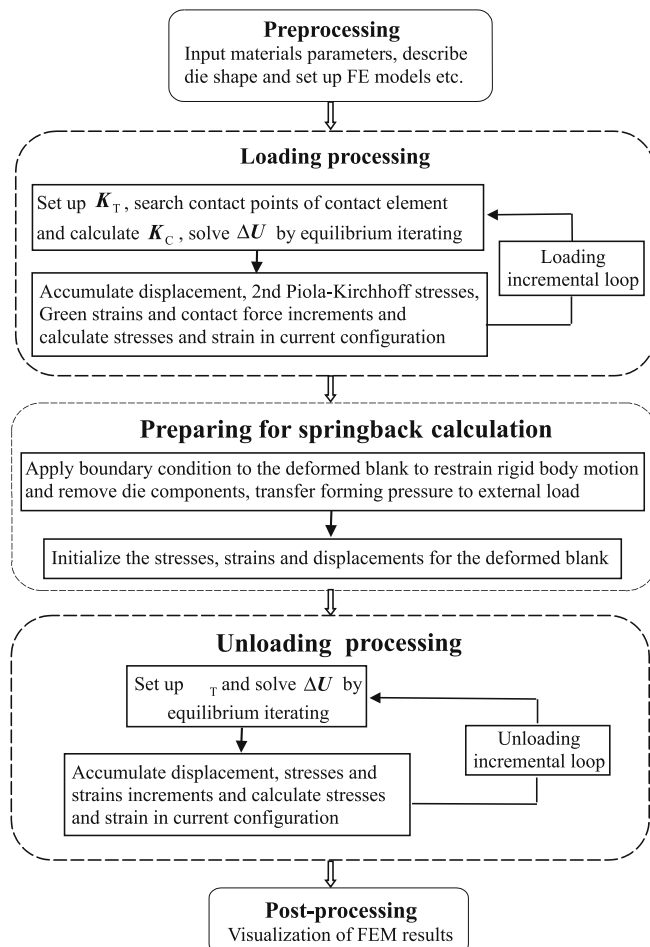 Preprocessing
Input materials parameters, describe
die shape and set up FE models etc.
Loading processing
Set up K_T, search contact points of contact element
and calculate K_C, solve ΔU by equilibrium iterating
Loading
incremental loop
Accumulate displacement, 2nd Piola-Kirchhoff stresses,
Green strains and contact force increments and
calculate stresses and strain in current configuration
Preparing for springback calculation
Apply boundary condition to the deformed blank to restrain rigid body motion
and remove die components, transfer forming pressure to external load
Initialize the stresses, strains and displacements for the deformed blank
Unloading processing
Set up T and solve ΔU by
equilibrium iterating
Unloading
incremental loop
Accumulate displacement, stresses and
strains increments and calculate stresses
and strain in current configuration
Post-processing
Visualization of FEM results